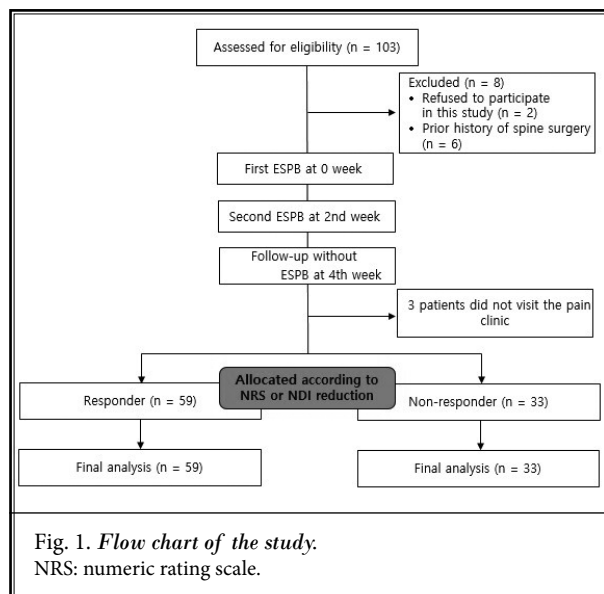 Assessed for eligibility (n = 103)
Excluded (n = 8)
• Refused to participate
in this study (n = 2)
• Prior history of spine surgery
(n = 6)
First ESPB at 0 week
Second ESPB at 2nd week
Follow-up without
ESPB at 4th week
3 patients did not visit the pain
clinic
Allocated according to
NRS or NDI reduction
Responder (n = 59)
Non-responder (n = 33)
Final analysis (n = 59)
Final analysis (n = 33)
Fig. 1. Flow chart of the study.
NRS: numeric rating scale.